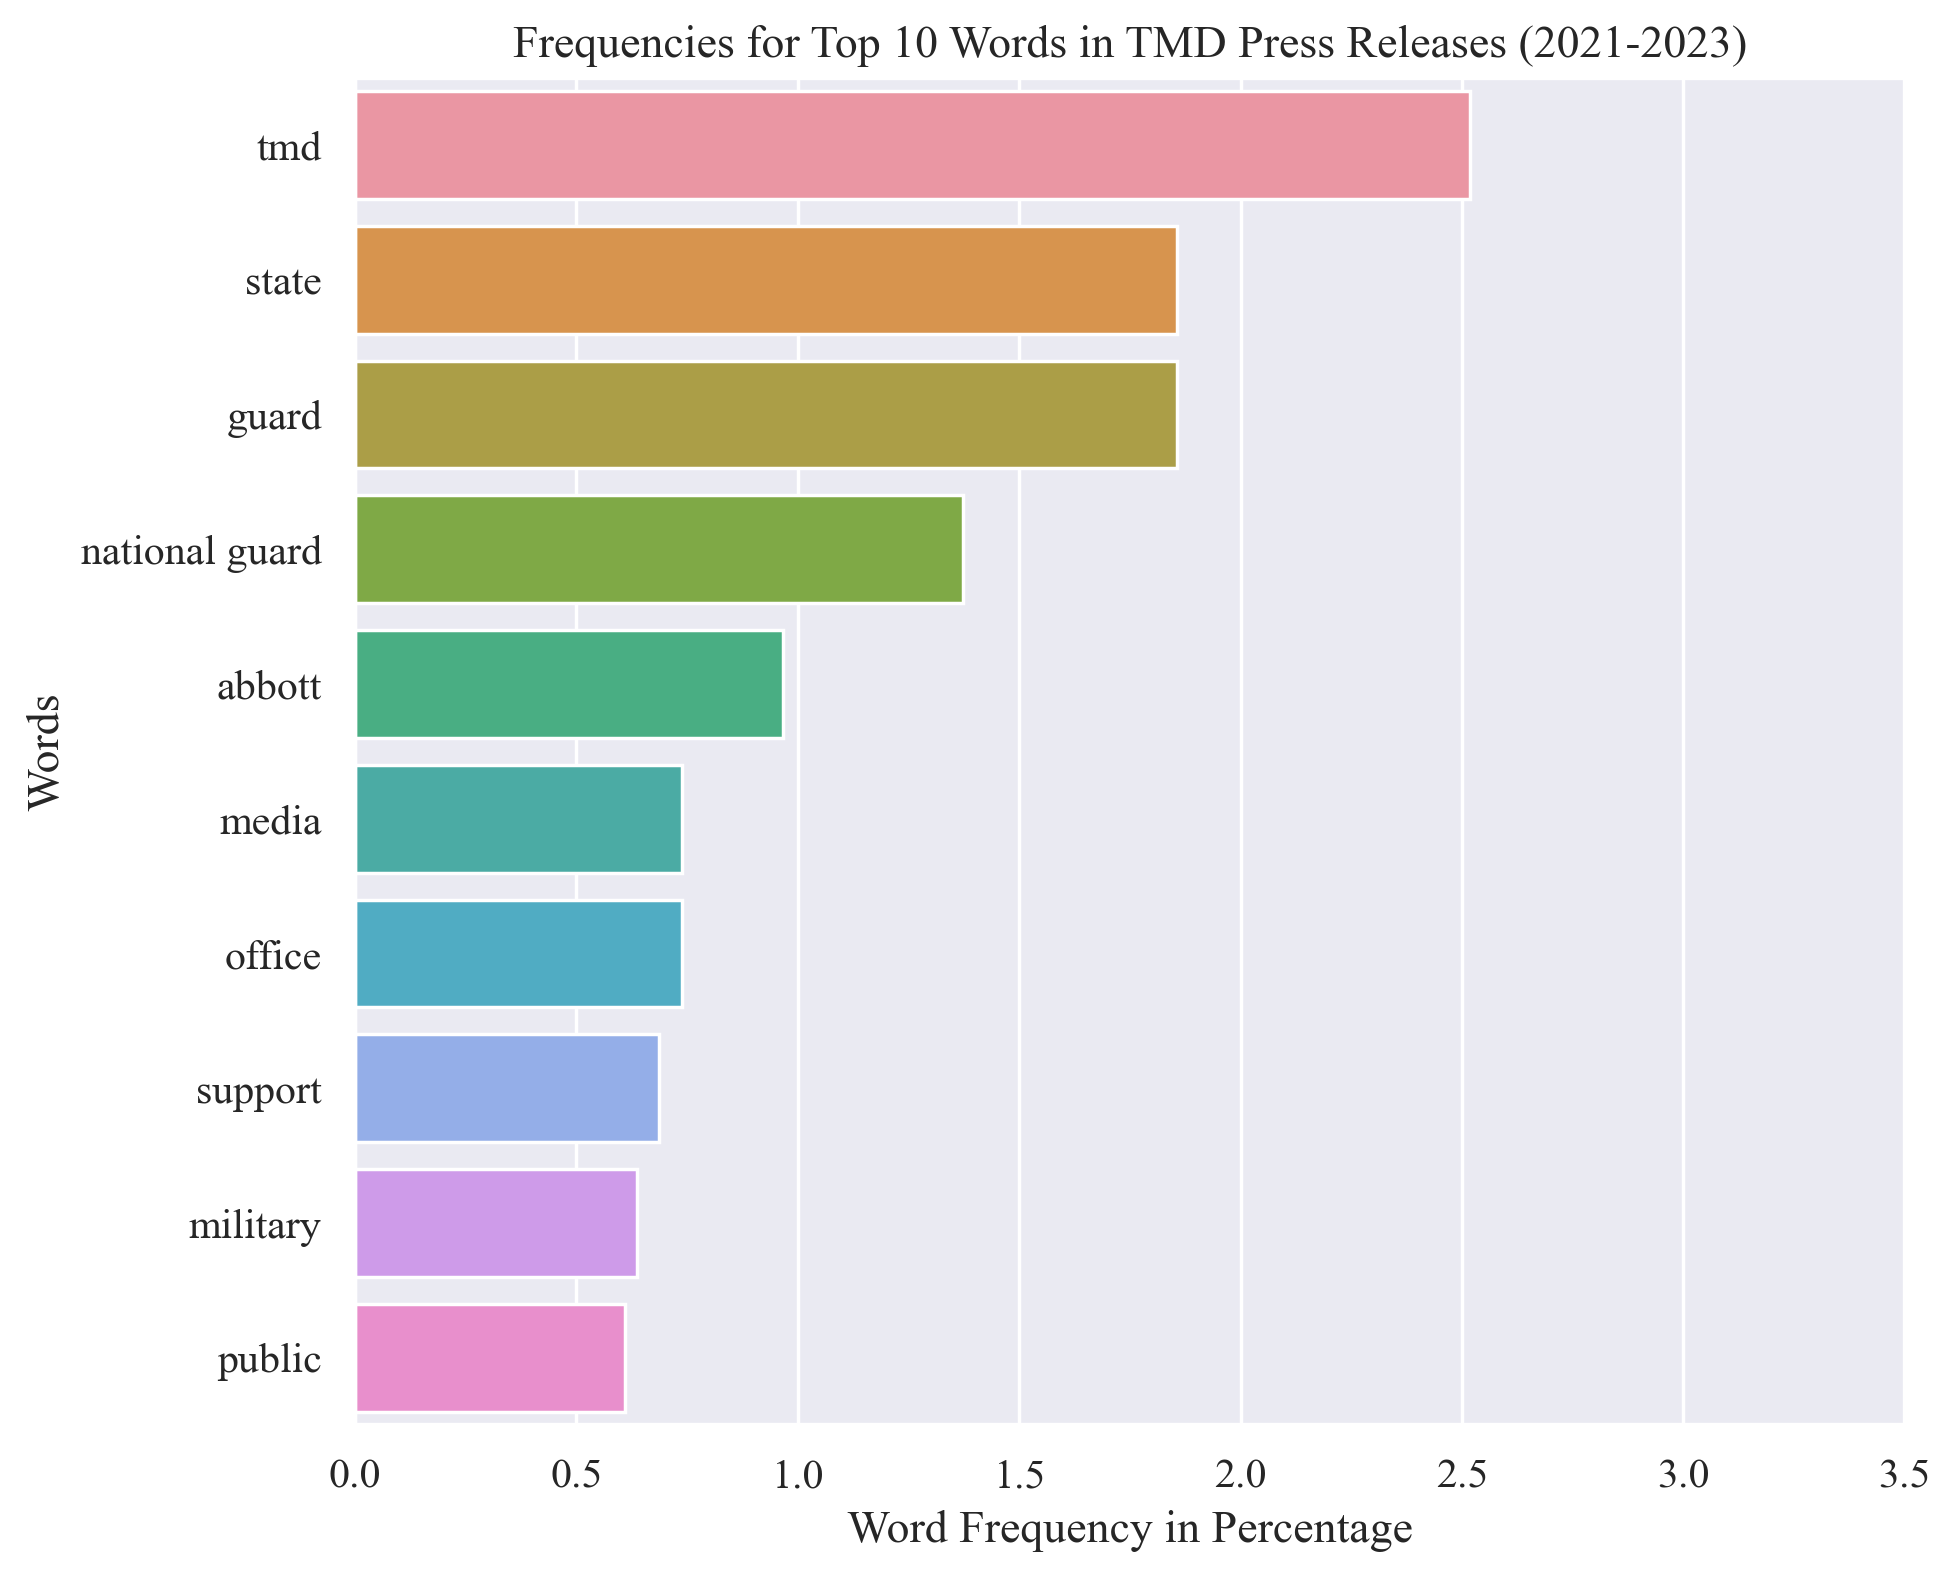 Frequencies for Top 10 Words in TMD Press Releases (2021-2023)
tmd
state
guard
national guard
abbott
media
office
support
military
public
Words
0.0 0.5 1.0 1.5 2.0 2.5 3.0 3.5
Word Frequency in Percentage